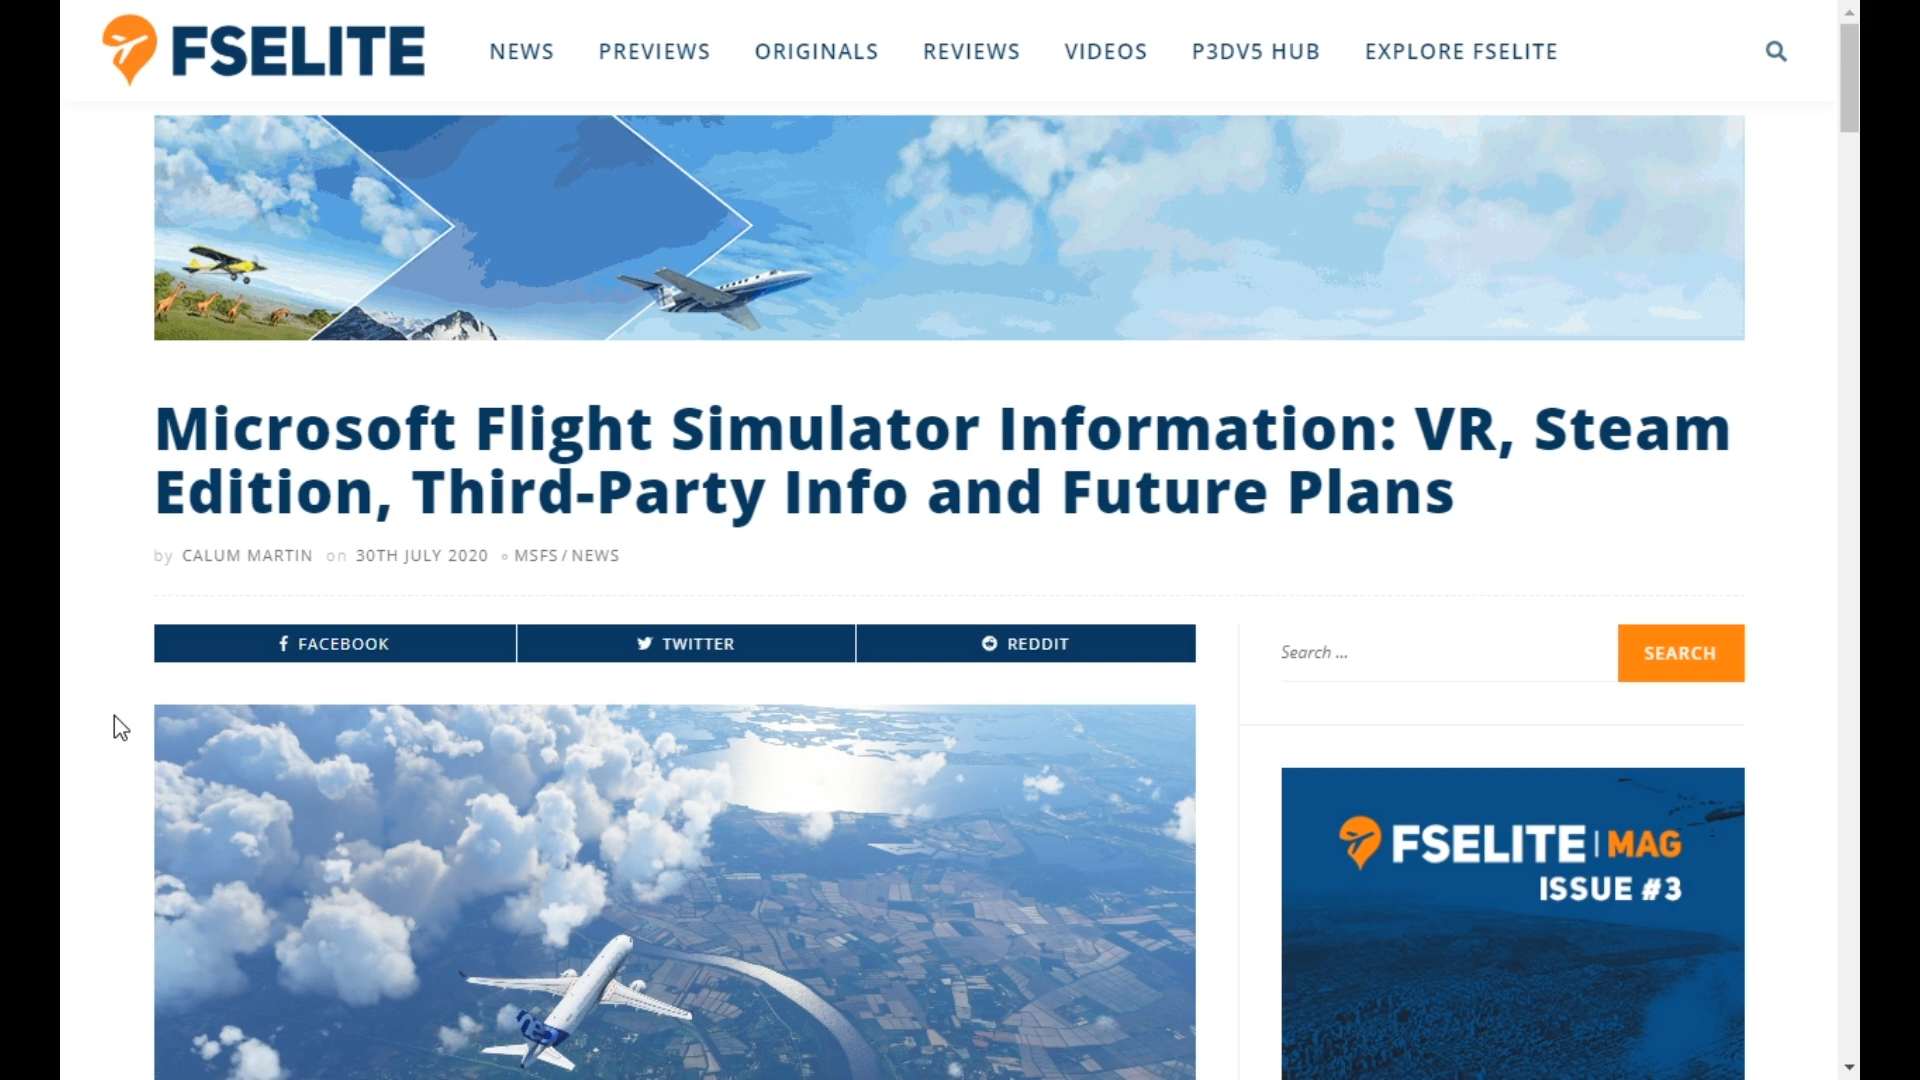 FSELITE
NEWS PREVIEWS ORIGINALS REVIEWS VIDEOS P3DV5 HUB EXPLORE FSELITE
Microsoft Flight Simulator Information: VR, Steam
Edition, Third-Party Info and Future Plans
by CALUM MARTIN on 30TH JULY 2020 MSFS / NEWS
FACEBOOK TWITTER REDDIT
Search ... SEARCH
FSELITE | MAG
ISSUE #3
neo